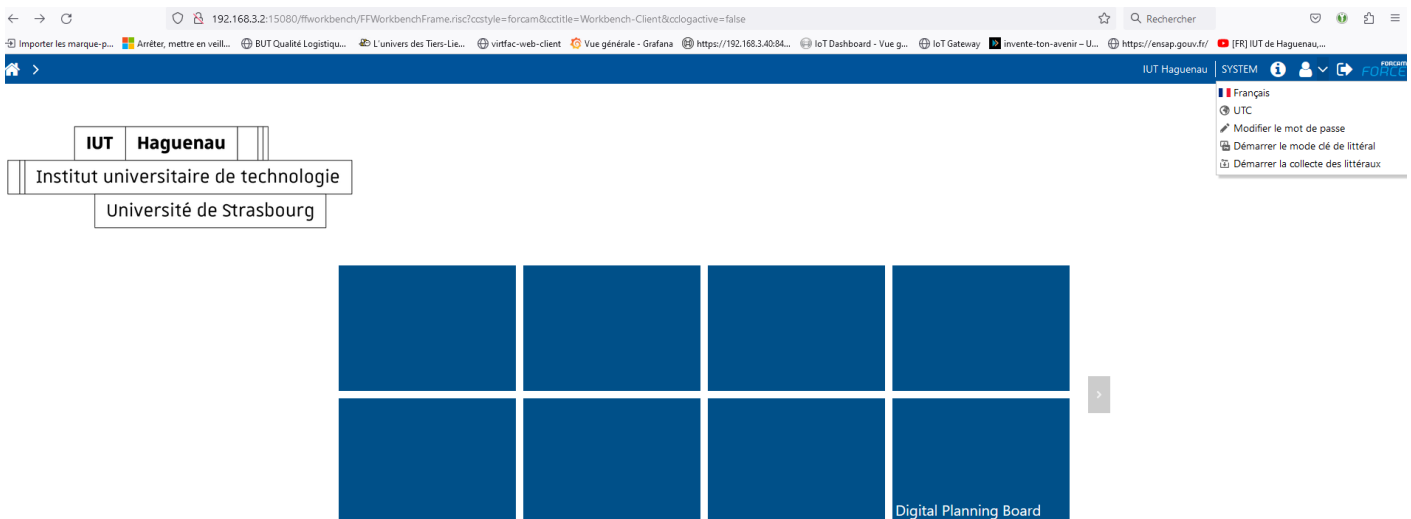 192.168.3.2:15080/ffworkbench/FFWorkbenchFrame.risc?ccstyle=forcam&cctitle=Workbench-Client&cclogactive=false
Rechercher
Importer les marque-p... Arrêter, mettre en veill... BUT Qualité Logistiqu... L'univers des Tiers-Lie... virtfac-web-client Vue générale - Grafana https://192.168.3.40:84... IoT Dashboard - Vue g... IoT Gateway invente-ton-avenir – U... https://ensap.gouv.fr/ [FR] IUT de Haguenau,...
IUT Haguenau SYSTEM FORCAM FORCE
Français
UTC
Modifier le mot de passe
Démarrer le mode clé de littéral
Démarrer la collecte des littéraux
IUT Haguenau
Institut universitaire de technologie
Université de Strasbourg
Digital Planning Board